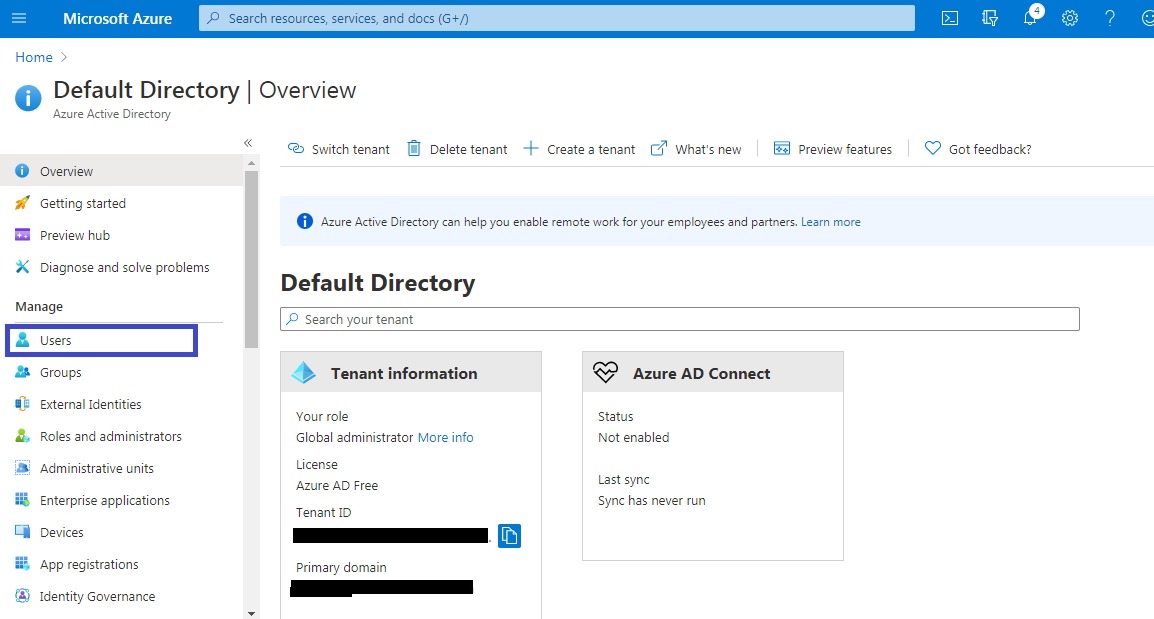 Microsoft Azure
Search resources, services, and docs (G+/)
4
Home
Default Directory | Overview
Azure Active Directory
Overview
Getting started
Preview hub
Diagnose and solve problems
Manage
Users
Groups
External Identities
Roles and administrators
Administrative units
Enterprise applications
Devices
App registrations
Identity Governance
Switch tenant
Delete tenant
Create a tenant
What's new
Preview features
Got feedback?
Azure Active Directory can help you enable remote work for your employees and partners. Learn more
Default Directory
Search your tenant
Tenant information
Your role
Global administrator More info
License
Azure AD Free
Tenant ID
Primary domain
Azure AD Connect
Status
Not enabled
Last sync
Sync has never run